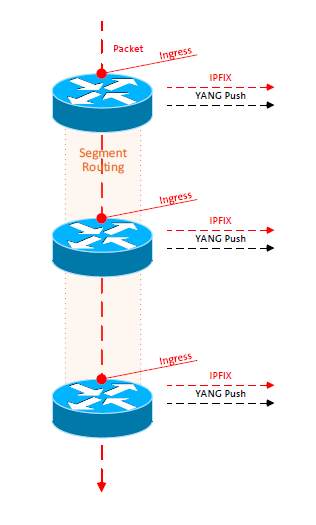 Packet
Ingress
IPFIX
YANG Push
Segment
Routing
Ingress
IPFIX
YANG Push
Ingress
IPFIX
YANG Push